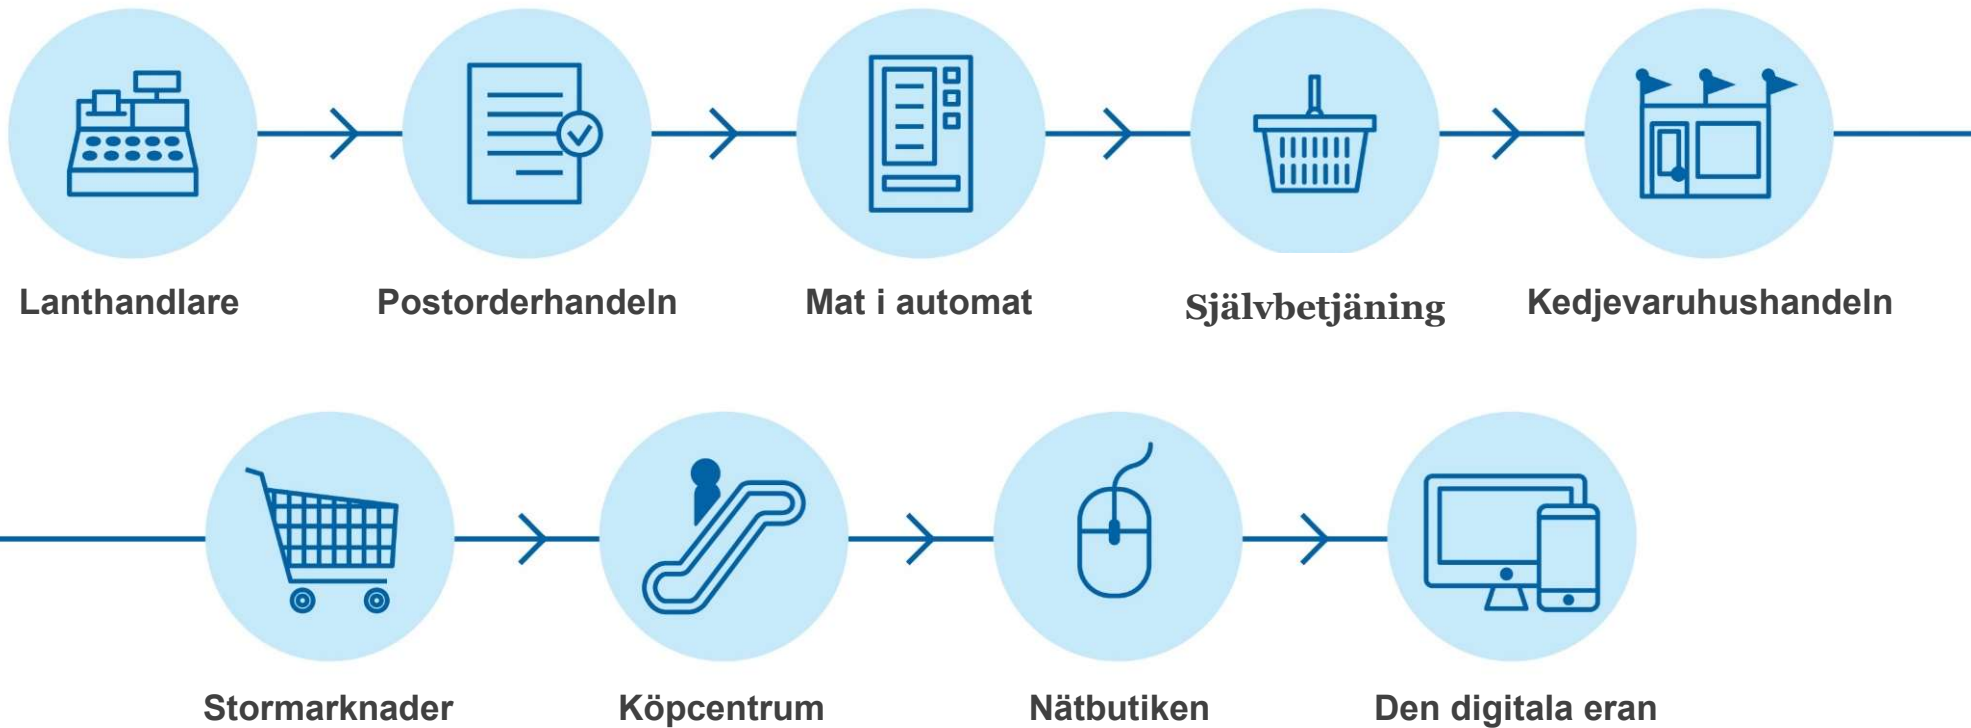 Lanthandlare
Postorderhandeln
Mat i automat
Självbetjäning
Kedjevaruhushandeln
Stormarknader
Köpcentrum
Nätbutiken
Den digitala eran